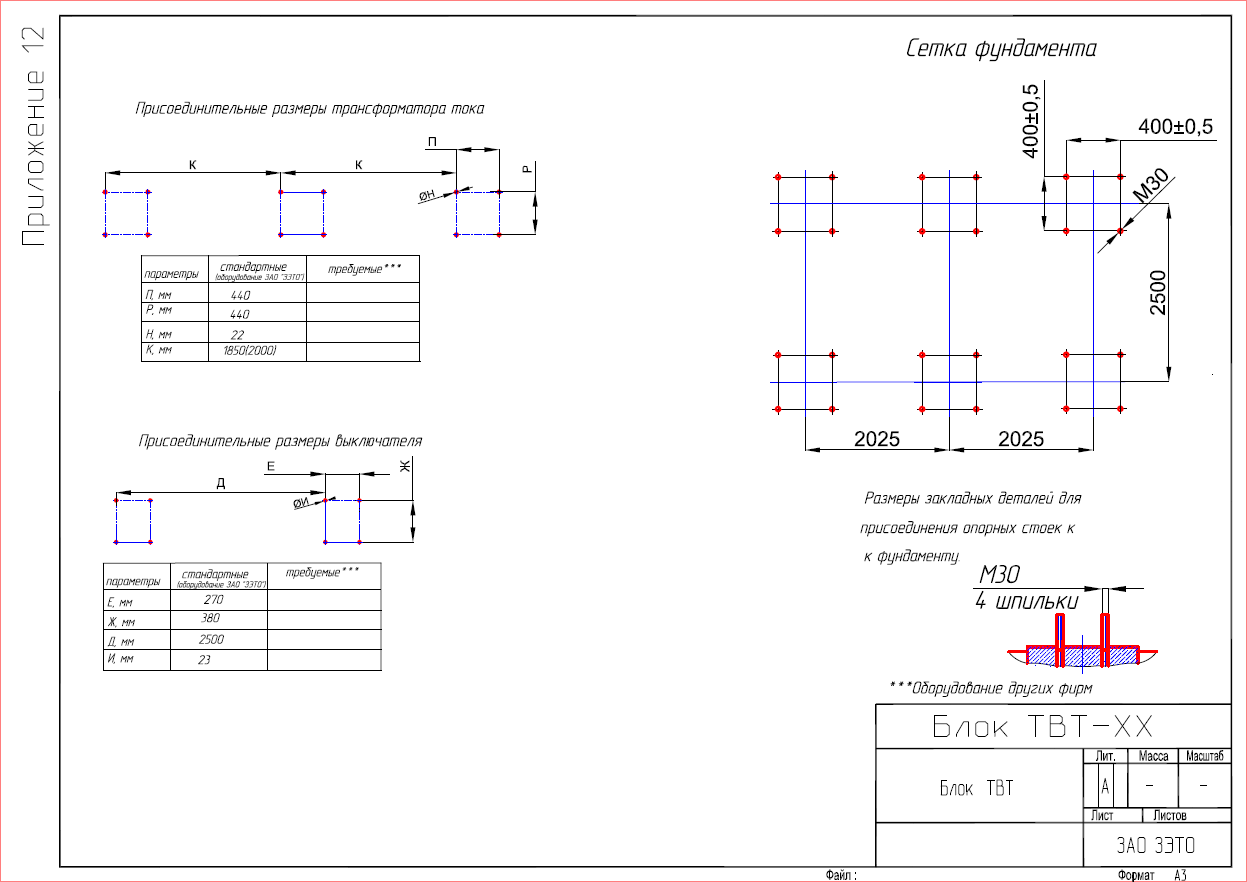 Приложение 12
Присоединительные размеры трансформатора тока
К
К
П
Р
ØН
параметры
стандартные
(оборудование ЗАО "ЗЭТО")
требуемые***
П, мм
440
Р, мм
440
Н, мм
22
К, мм
1850(2000)
Присоединительные размеры выключателя
Е
Ж
Д
ØИ
параметры
стандартные
(оборудование ЗАО "ЗЭТО")
требуемые***
Е, мм
270
Ж, мм
380
Д, мм
2500
И, мм
23
Сетка фундамента
400±0,5
400±0,5
М30
2500
2025
2025
Размеры закладных деталей для
присоединения опорных стоек к
к фундаменту.
М30
4 шпильки
***Оборудование других фирм
Блок ТВТ-ХХ
Блок ТВТ
Лит.
Масса
Масштаб
А
-
-
Лист
Листов
ЗАО ЗЭТО
Файл :
Формат А3